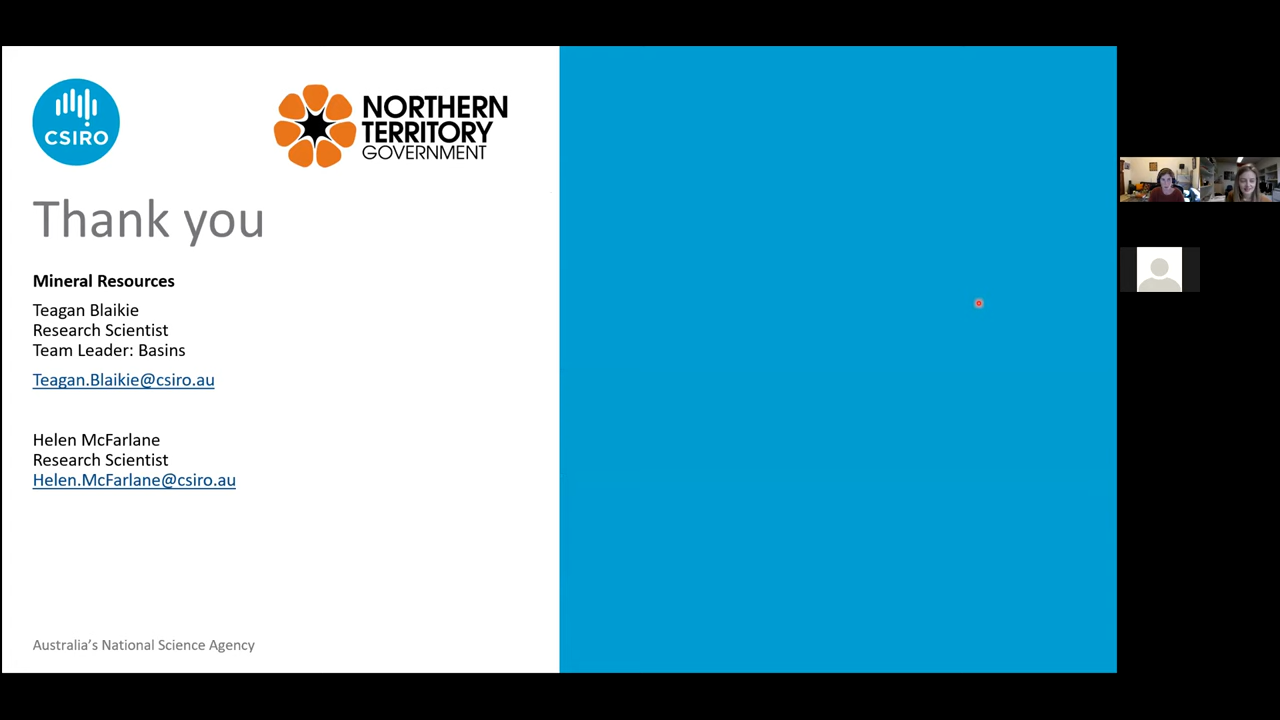 CSIRO
NORTHERN
TERRITORY
GOVERNMENT
Thank you
Mineral Resources
Teagan Blaikie
Research Scientist
Team Leader: Basins
Teagan.Blaikie@csiro.au
Helen McFarlane
Research Scientist
Helen.McFarlane@csiro.au
Australia’s National Science Agency